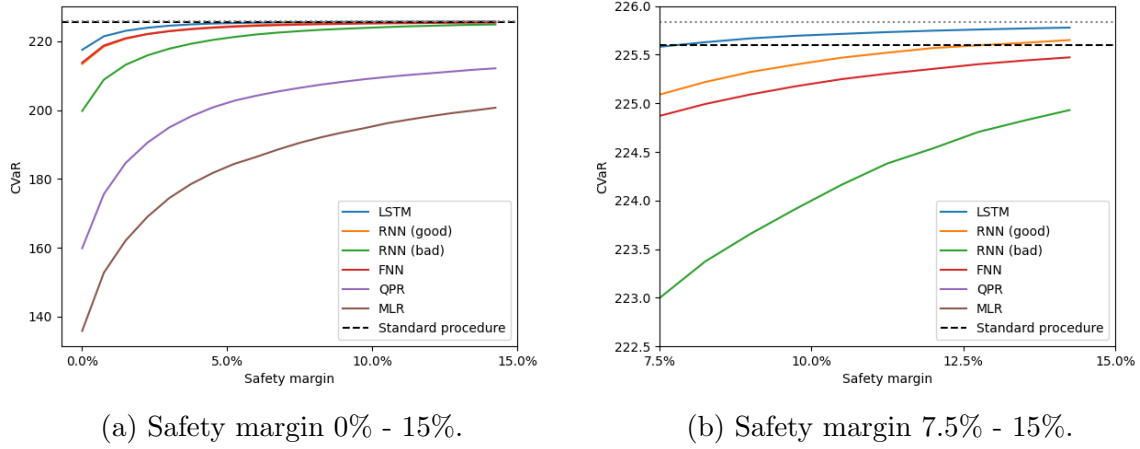 220
200
180
160
140
CVaR
0.0%
5.0%
10.0%
15.0%
Safety margin
LSTM
RNN (good)
RNN (bad)
FNN
QPR
MLR
Standard procedure
(a) Safety margin 0% - 15%.
226.0
225.5
225.0
224.5
224.0
223.5
223.0
222.5
CVaR
7.5%
10.0%
12.5%
15.0%
Safety margin
LSTM
RNN (good)
RNN (bad)
FNN
QPR
MLR
Standard procedure
(b) Safety margin 7.5% - 15%.